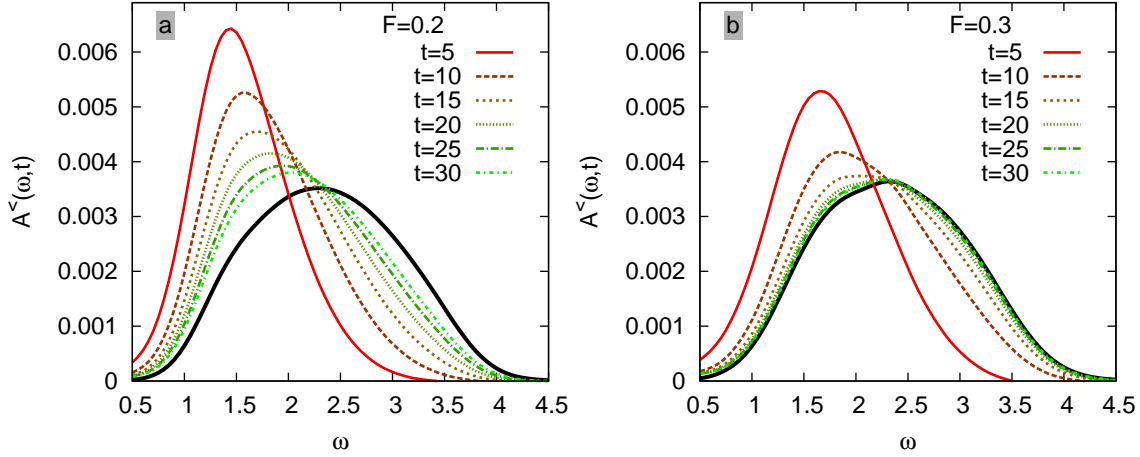 a
F=0.2
t=5
t=10
t=15
t=20
t=25
t=30
A^<(ω,t)
0.006
0.005
0.004
0.003
0.002
0.001
0
0.5 1 1.5 2 2.5 3 3.5 4 4.5
ω
b
F=0.3
t=5
t=10
t=15
t=20
t=25
t=30
A^<(ω,t)
0.006
0.005
0.004
0.003
0.002
0.001
0
0.5 1 1.5 2 2.5 3 3.5 4 4.5
ω